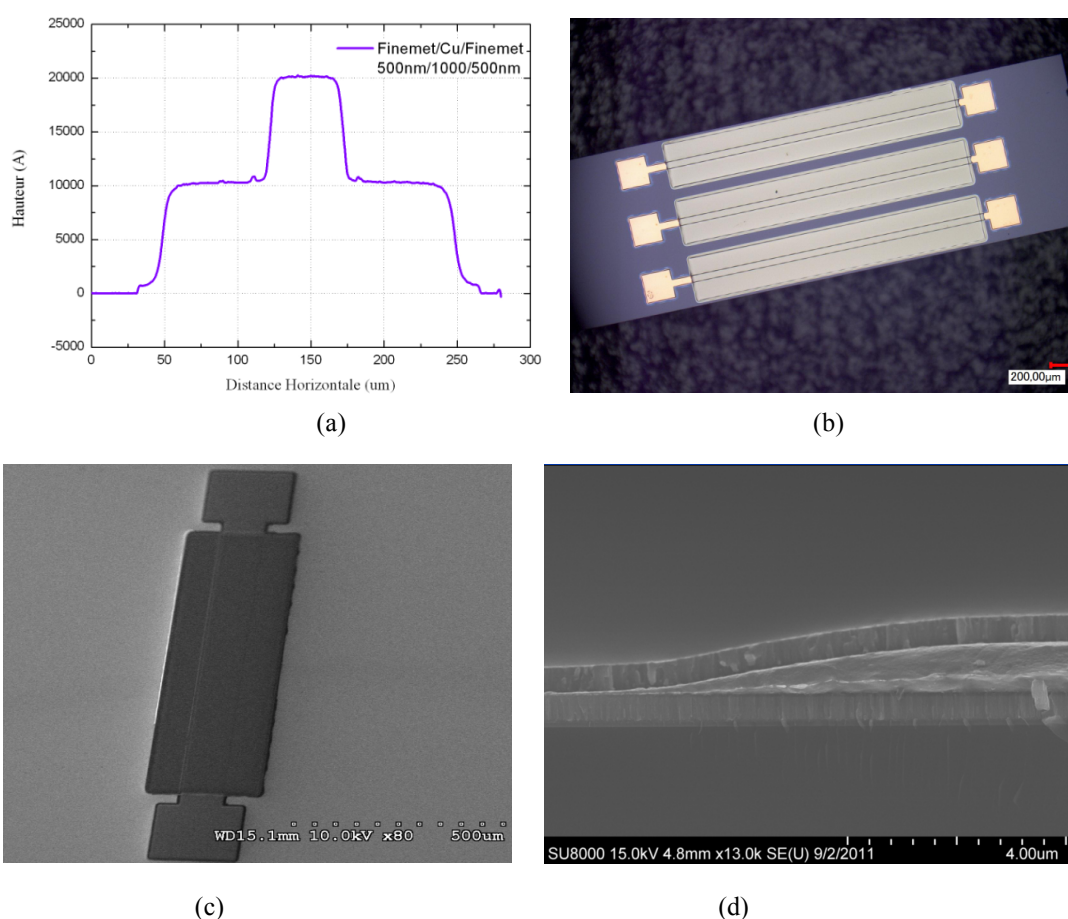 25000
20000
15000
10000
5000
0
-5000
Hauteur (A)
Finemet/Cu/Finemet
500nm/1000/500nm
0 50 100 150 200 250 300
Distance Horizontale (um)
200,00µm
(a) (b)
WD15.1mm 10.0kV x80 500um
SU8000 15.0kV 4.8mm x13.0k SE(U) 9/2/2011 4.00um
(c) (d)